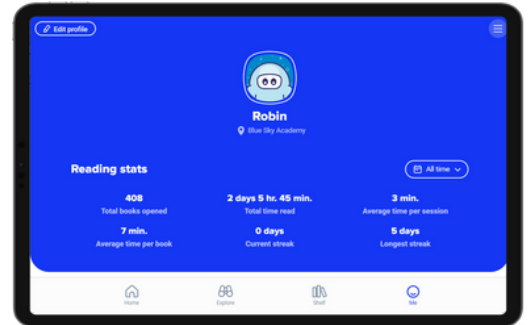 Edit profile
Robin
Blue Sky Academy
Reading stats
All time
408
Total books opened
2 days 5 hr. 45 min.
Total time read
3 min.
Average time per session
7 min.
Average time per book
0 days
Current streak
5 days
Longest streak
Home
Explore
Shelf
Me